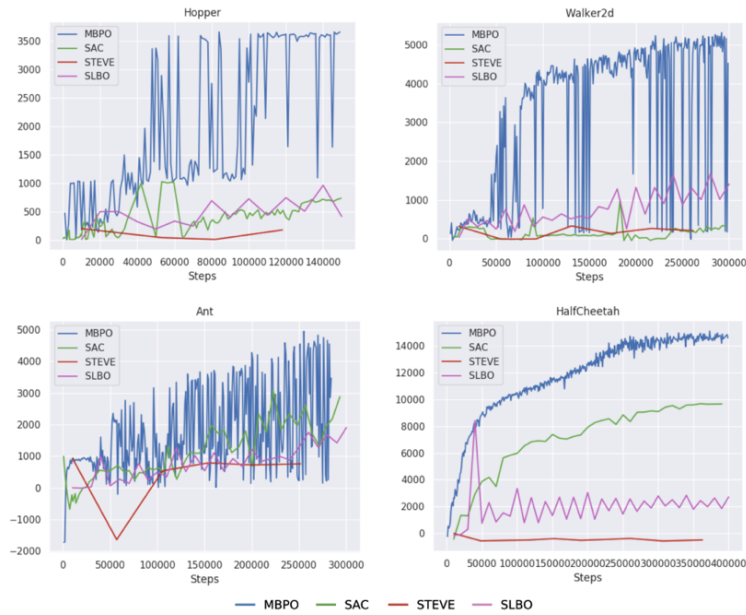 Hopper
MBPO
SAC
STEVE
SLBO
3500
3000
2500
2000
1500
1000
500
0
0 20000 40000 60000 80000 100000 120000 140000
Steps
Walker2d
MBPO
SAC
STEVE
SLBO
5000
4000
3000
2000
1000
0
0 50000 100000 150000 200000 250000 300000
Steps
Ant
MBPO
SAC
STEVE
SLBO
5000
4000
3000
2000
1000
0
−1000
−2000
0 50000 100000 150000 200000 250000 300000
Steps
HalfCheetah
MBPO
SAC
STEVE
SLBO
14000
12000
10000
8000
6000
4000
2000
0
0 50000 100000 150000 200000 250000 300000 350000 400000
Steps
MBPO SAC STEVE SLBO